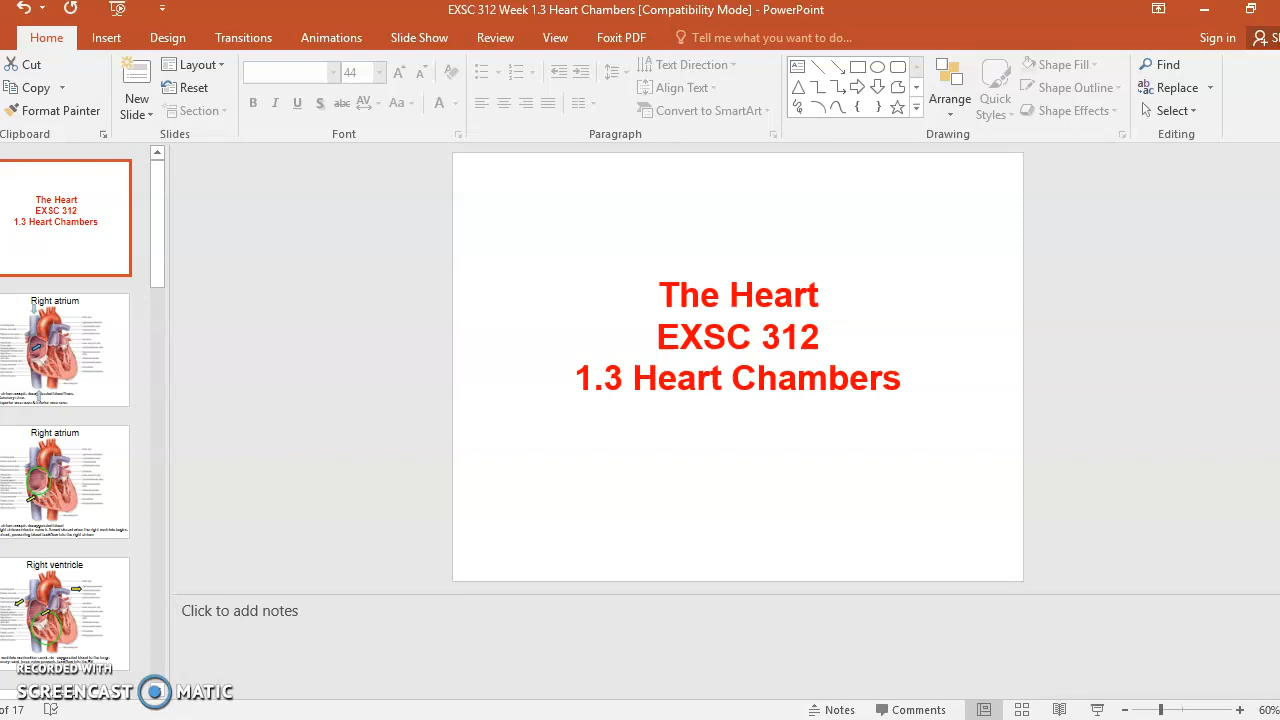 EXSC 312 Week 1.3 Heart Chambers [Compatibility Mode] - PowerPoint
Home Insert Design Transitions Animations Slide Show Review View Foxit PDF Tell me what you want to do... Sign in
Cut
Copy
Format Painter
Clipboard
New
Slide
Layout
Reset
Section
Slides
44
B I U S abc AV Aa A
Font
Text Direction
Align Text
Convert to SmartArt
Paragraph
Arrange
Quick
Styles
Shape Fill
Shape Outline
Shape Effects
Drawing
Find
Replace
Select
Editing
The Heart
EXSC 312
1.3 Heart Chambers
Right atrium
Right atrium
Right ventricle
The Heart
EXSC 312
1.3 Heart Chambers
Click to add notes
RECORDED WITH
SCREENCAST MATIC
of 17
Notes Comments 60%